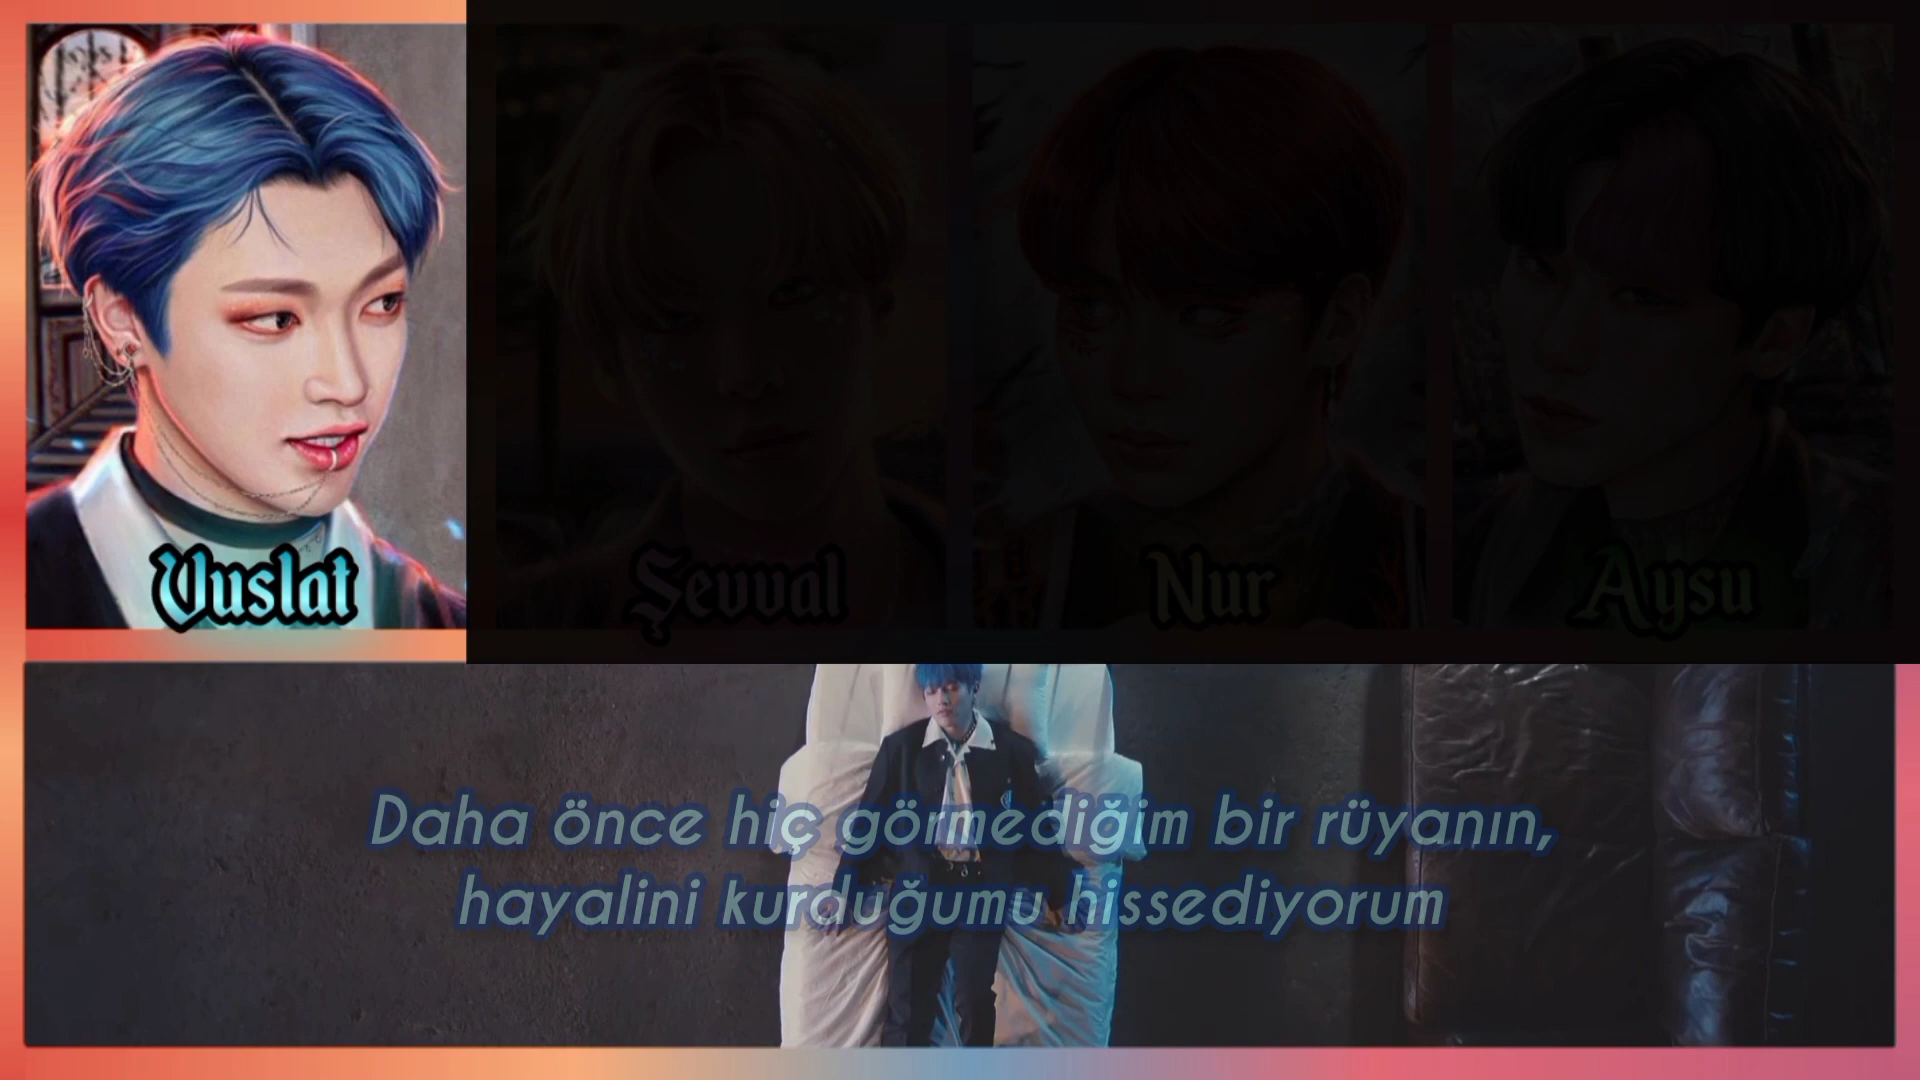 Vuslat
Şevval
Nur
Aysu
Daha önce hiç görmediğim bir rüyanın,
hayalini kurduğumu hissediyorum